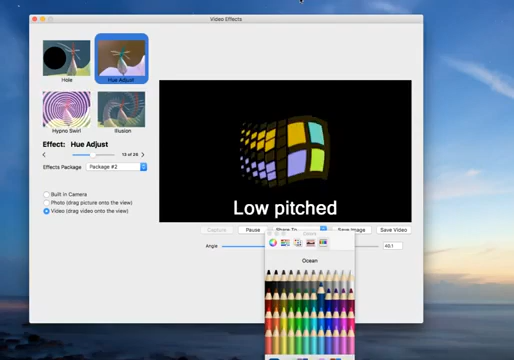 Video Effects
Hole
Hue Adjust
Hypno Swirl
Illusion
Effect: Hue Adjust
13 of 26
Effects Package: Package #2
Built In Camera
Photo (drag picture onto the view)
Video (drag video onto the view)
Low pitched
Capture
Pause
Share To
Save Image
Save Video
Angle
Colors
Ocean